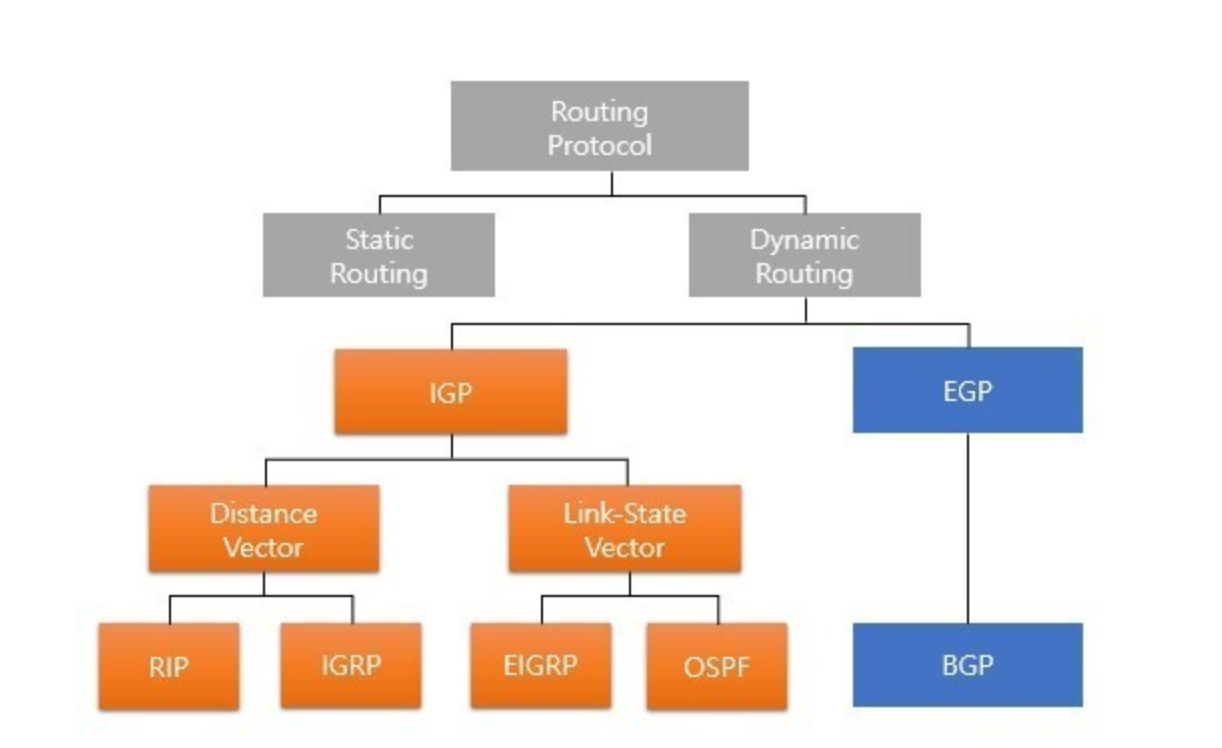 Routing
Protocol
Static
Routing
Dynamic
Routing
IGP
EGP
Distance
Vector
Link-State
Vector
RIP
IGRP
EIGRP
OSPF
BGP